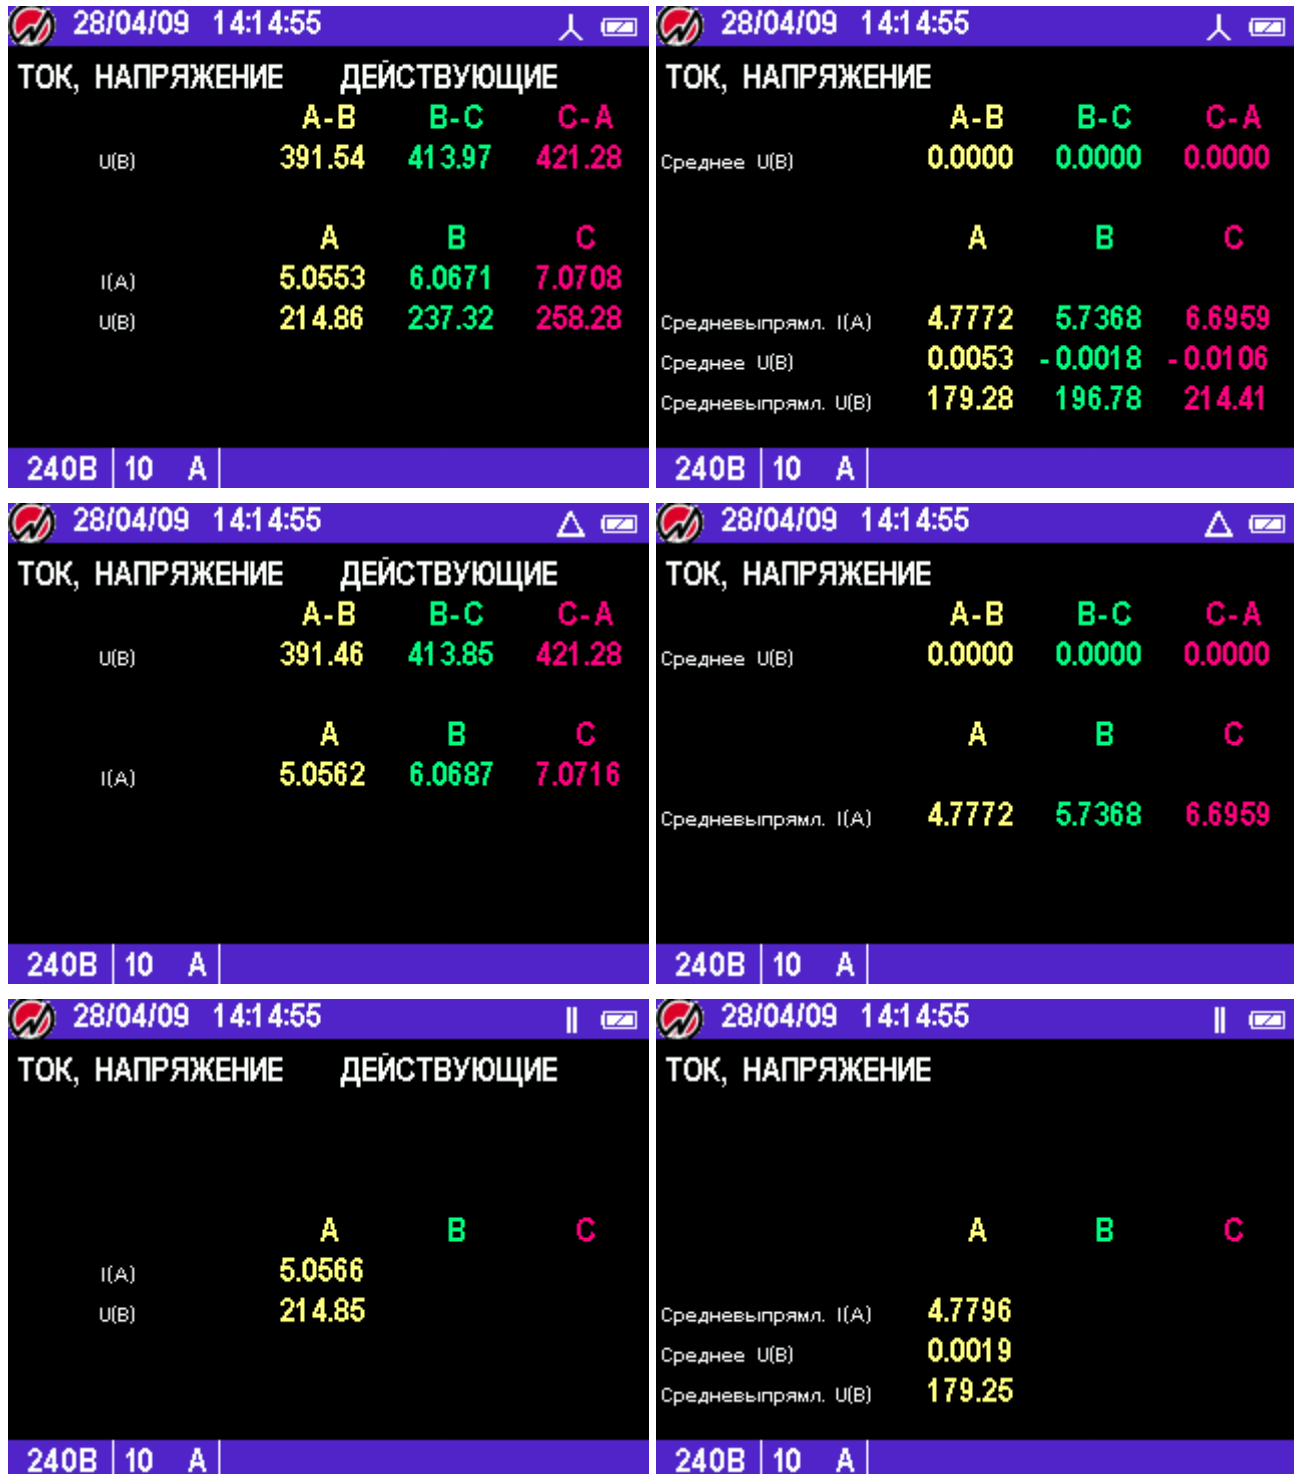 28/04/09 14:14:55
ТОК, НАПРЯЖЕНИЕ ДЕЙСТВУЮЩИЕ
A-B B-C C-A
U(B) 391.54 413.97 421.28
A B C
I(A) 5.0553 6.0671 7.0708
U(B) 214.86 237.32 258.28
240В 10 А
28/04/09 14:14:55
ТОК, НАПРЯЖЕНИЕ
A-B B-C C-A
Среднее U(B) 0.0000 0.0000 0.0000
A B C
Средневыпрямл. I(A) 4.7772 5.7368 6.6959
Среднее U(B) 0.0053 -0.0018 -0.0106
Средневыпрямл. U(B) 179.28 196.78 214.41
240В 10 А
28/04/09 14:14:55
ТОК, НАПРЯЖЕНИЕ ДЕЙСТВУЮЩИЕ
A-B B-C C-A
U(B) 391.46 413.85 421.28
A B C
I(A) 5.0562 6.0687 7.0716
240В 10 А
28/04/09 14:14:55
ТОК, НАПРЯЖЕНИЕ
A-B B-C C-A
Среднее U(B) 0.0000 0.0000 0.0000
A B C
Средневыпрямл. I(A) 4.7772 5.7368 6.6959
240В 10 А
28/04/09 14:14:55
ТОК, НАПРЯЖЕНИЕ ДЕЙСТВУЮЩИЕ
A B C
I(A) 5.0566
U(B) 214.85
240В 10 А
28/04/09 14:14:55
ТОК, НАПРЯЖЕНИЕ
A B C
Средневыпрямл. I(A) 4.7796
Среднее U(B) 0.0019
Средневыпрямл. U(B) 179.25
240В 10 А